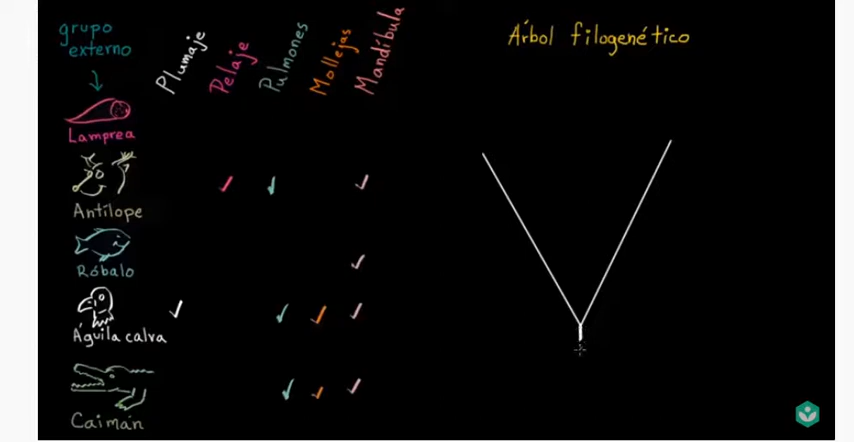 grupo
externo
Plumaje
Pelaje
Pulmones
Mollejas
Mandíbula
Árbol filogenético
Lamprea
Antílope
Róbalo
Águila calva
Caimán